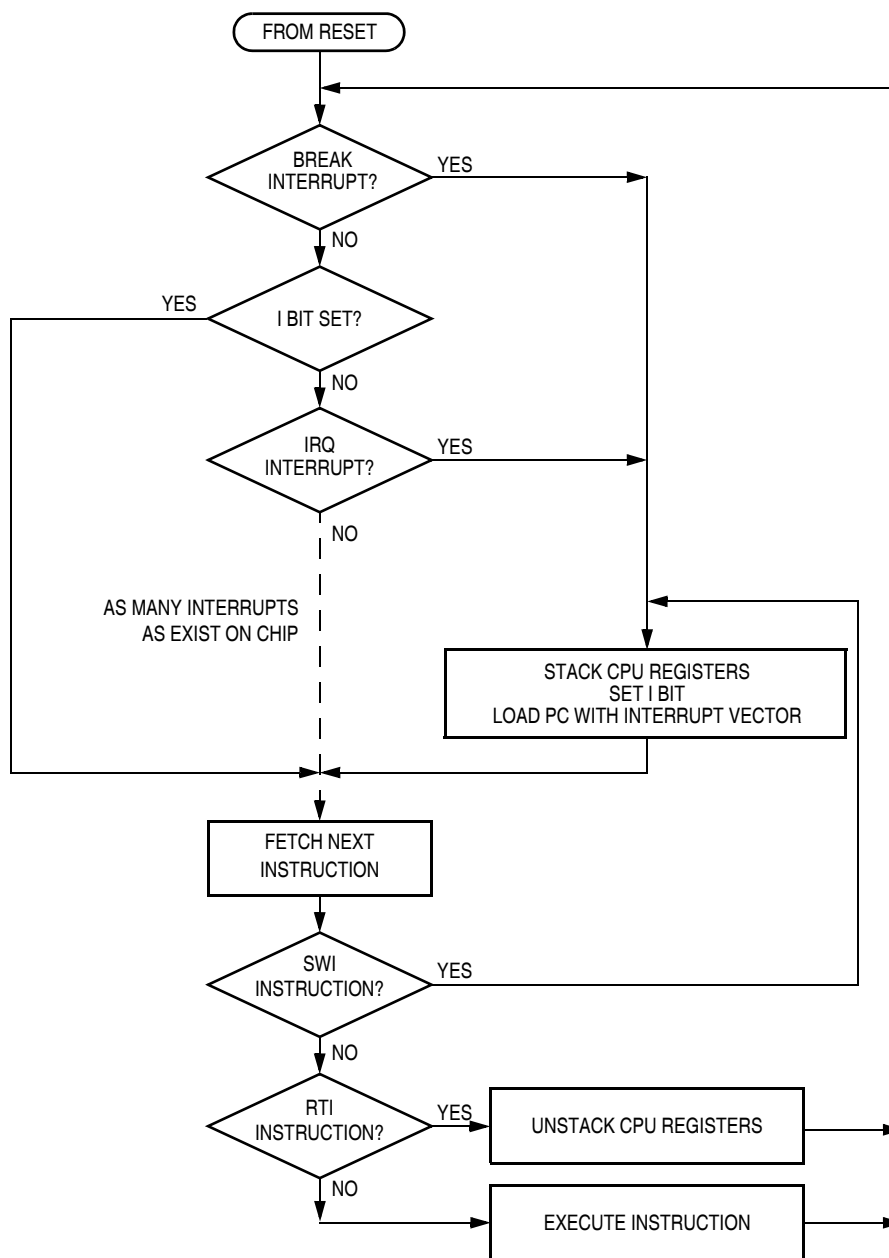 FROM RESET
BREAK
INTERRUPT?
YES
NO
YES
I BIT SET?
NO
IRQ
INTERRUPT?
YES
NO
AS MANY INTERRUPTS
AS EXIST ON CHIP
STACK CPU REGISTERS
SET I BIT
LOAD PC WITH INTERRUPT VECTOR
FETCH NEXT
INSTRUCTION
SWI
INSTRUCTION?
YES
NO
RTI
INSTRUCTION?
YES
UNSTACK CPU REGISTERS
NO
EXECUTE INSTRUCTION